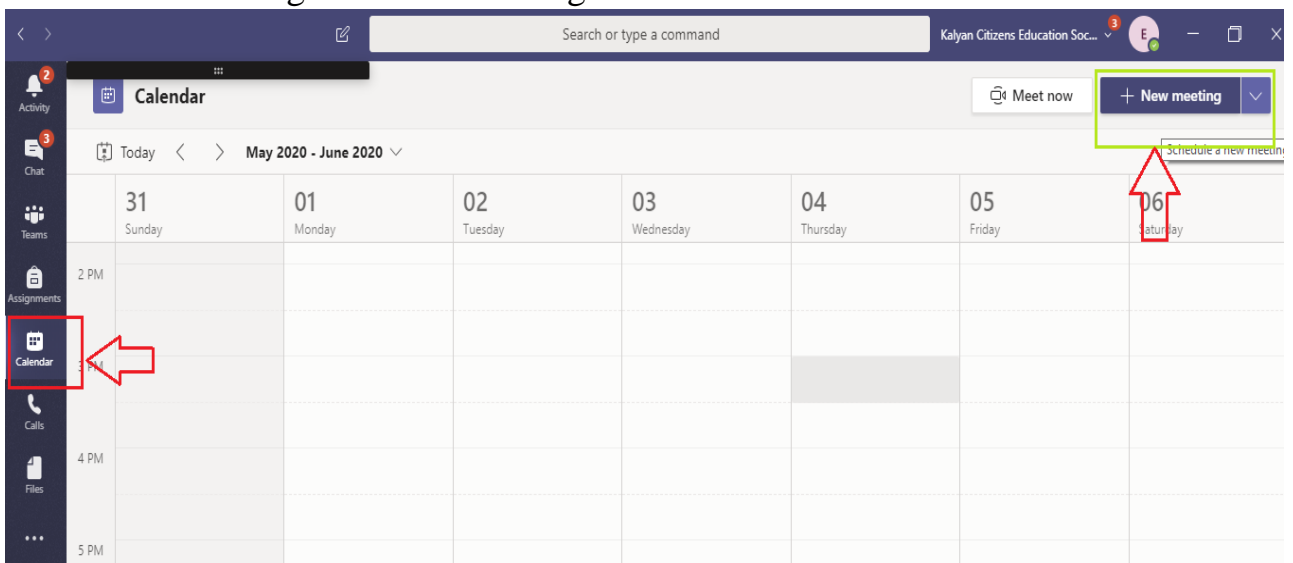 Search or type a command
Kalyan Citizens Education Soc...
3
E
2
Activity
Calendar
Meet now
+ New meeting
3
Chat
Today
May 2020 - June 2020
Schedule a new meeting
Teams
31
01
02
03
04
05
06
Sunday
Monday
Tuesday
Wednesday
Thursday
Friday
Saturday
Assignments
2 PM
Calendar
3 PM
Calls
4 PM
Files
...
5 PM